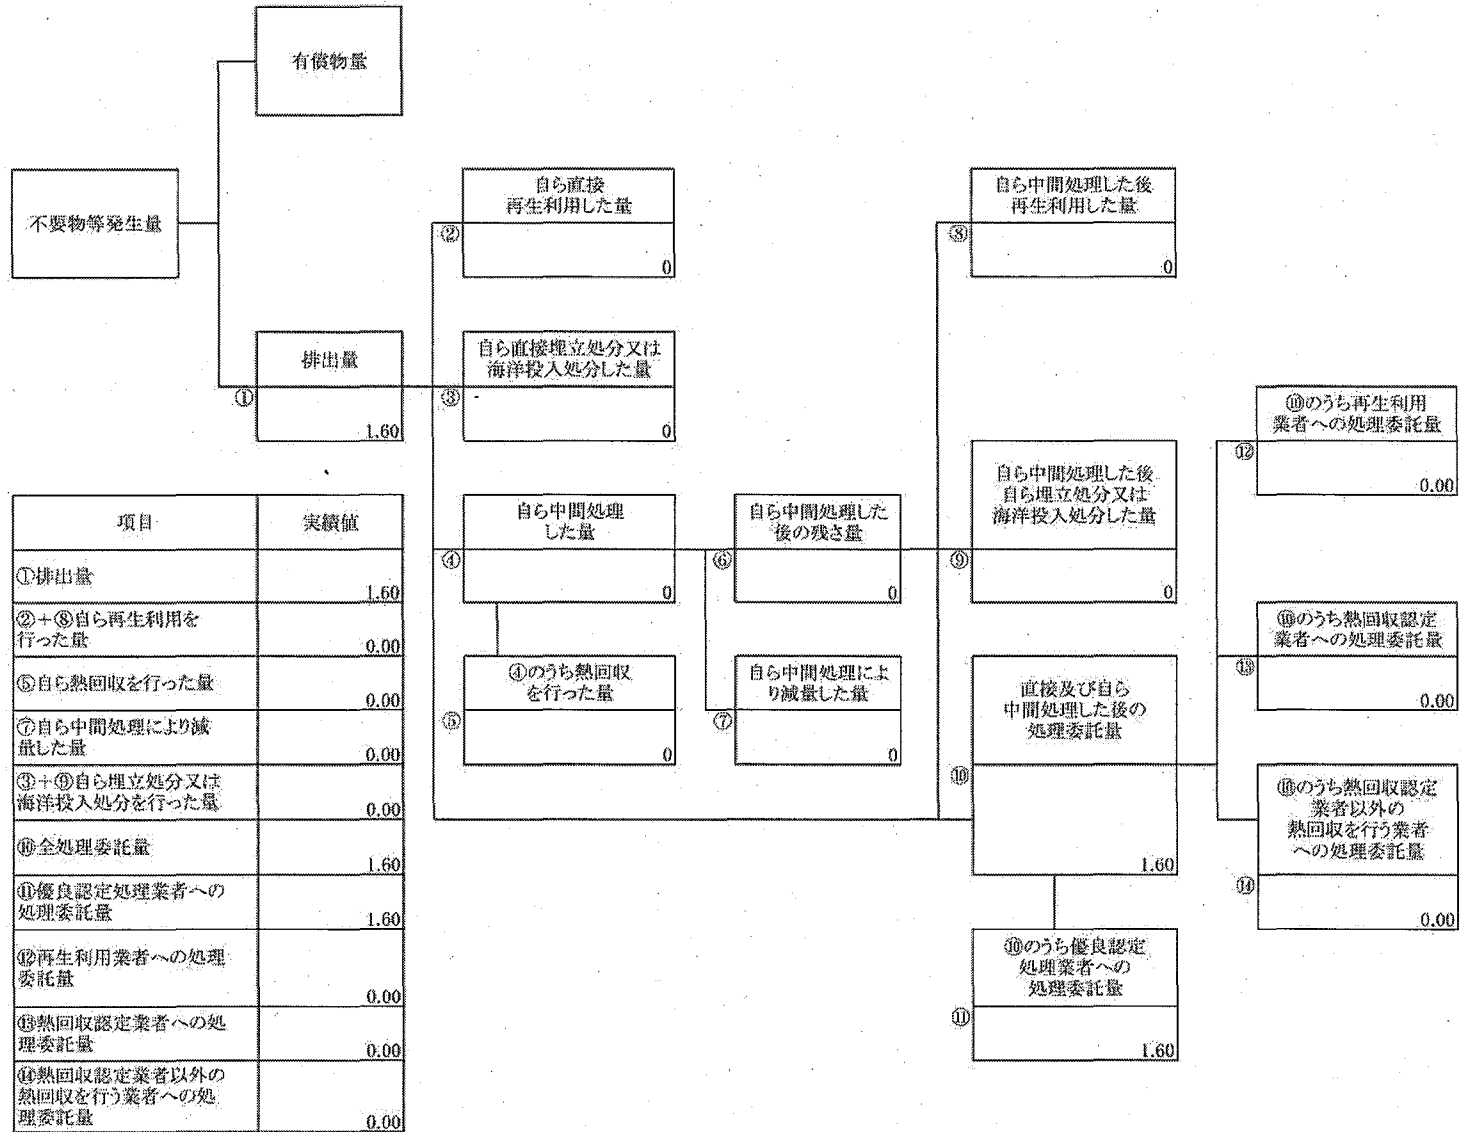 有償物量
不要物等発生量
自ら直接
再生利用した量
②
0
自ら中間処理した後
再生利用した量
⑧
0
排出量
①
1.60
自ら直接埋立処分又は
海洋投入処分した量
③
0
自ら中間処理
した量
④
0
自ら中間処理した
後の残さ量
⑥
0
自ら中間処理した後
自ら埋立処分又は
海洋投入処分した量
⑨
0
⑩のうち再生利用
業者への処理委託量
⑫
0.00
④のうち熱回収
を行った量
⑤
0
自ら中間処理によ
り減量した量
⑦
0
直接及び自ら
中間処理した後の
処理委託量
⑩
1.60
⑩のうち熱回収認定
業者への処理委託量
⑬
0.00
⑩のうち熱回収認定
業者以外の
熱回収を行う業者
への処理委託量
⑭
0.00
⑩のうち優良認定
処理業者への
処理委託量
⑪
1.60
項目 実績値
①排出量
1.60
②+⑧自ら再生利用を
行った量
0.00
⑤自ら熱回収を行った量
0.00
⑦自ら中間処理により減
量した量
0.00
③+⑨自ら埋立処分又は
海洋投入処分を行った量
0.00
⑩全処理委託量
1.60
⑪優良認定処理業者への
処理委託量
1.60
⑫再生利用業者への処理
委託量
0.00
⑬熱回収認定業者への処
理委託量
0.00
⑭熱回収認定業者以外の
熱回収を行う業者への処
理委託量
0.00